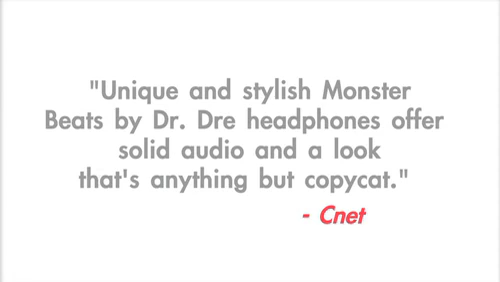 "Unique and stylish Monster
Beats by Dr. Dre headphones offer
solid audio and a look
that's anything but copycat."
- Cnet